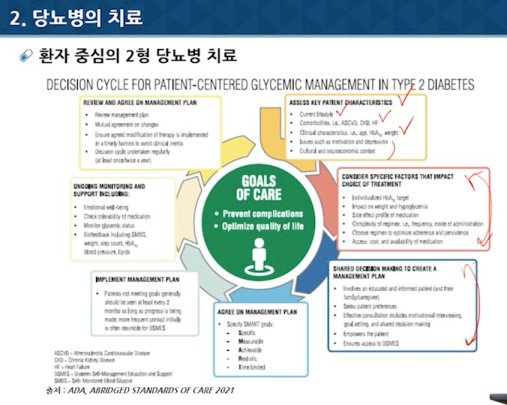 2. 당뇨병의 치료
환자 중심의 2형 당뇨병 치료
DECISION CYCLE FOR PATIENT-CENTERED GLYCEMIC MANAGEMENT IN TYPE 2 DIABETES
REVIEW AND AGREE ON MANAGEMENT PLAN
• Review management plan
• Mutual agreement on changes
• Ensure agreed modification of therapy is implemented
in a timely fashion to avoid clinical inertia
• Decision cycle undertaken regularly
(at least once/twice a year)
ASSESS KEY PATIENT CHARACTERISTICS
• Current lifestyle
• Comorbidities, i.e., ASCVD, CKD, HF
• Clinical characteristics, i.e., age, HbA1c, weight
• Issues such as motivation and depression
• Cultural and socioeconomic context
ONGOING MONITORING AND
SUPPORT INCLUDING:
• Emotional well-being
• Check tolerability of medication
• Monitor glycemic status
• Biofeedback including SMBG,
weight, step count, HbA1c,
blood pressure, lipids
GOALS
OF CARE
• Prevent complications
• Optimize quality of life
CONSIDER SPECIFIC FACTORS THAT IMPACT
CHOICE OF TREATMENT
• Individualized HbA1c target
• Impact on weight and hypoglycemia
• Side effect profile of medication
• Complexity of regimen, i.e., frequency, mode of administration
• Choose regimen to optimize adherence and persistence
• Access, cost, and availability of medication
IMPLEMENT MANAGEMENT PLAN
• Patients not meeting goals generally
should be seen at least every 3
months as long as progress is being
made; more frequent contact initially
is often desirable for DSMES
AGREE ON MANAGEMENT PLAN
• Specify SMART goals:
- Specific
- Measurable
- Achievable
- Realistic
- Time limited
SHARED DECISION MAKING TO CREATE A
MANAGEMENT PLAN
• Involves an educated and informed patient (and their
family/caregiver)
• Seeks patient preferences
• Effective consultation includes motivational interviewing,
goal setting, and shared decision making
• Empowers the patient
• Ensures access to DSMES
ASCVD = Atherosclerotic Cardiovascular Disease
CKD = Chronic Kidney Disease
HF = Heart Failure
DSMES = Diabetes Self-Management Education and Support
SMBG = Self-Monitored Blood Glucose
출처 : ADA, ABRIDGED STANDARDS OF CARE 2021